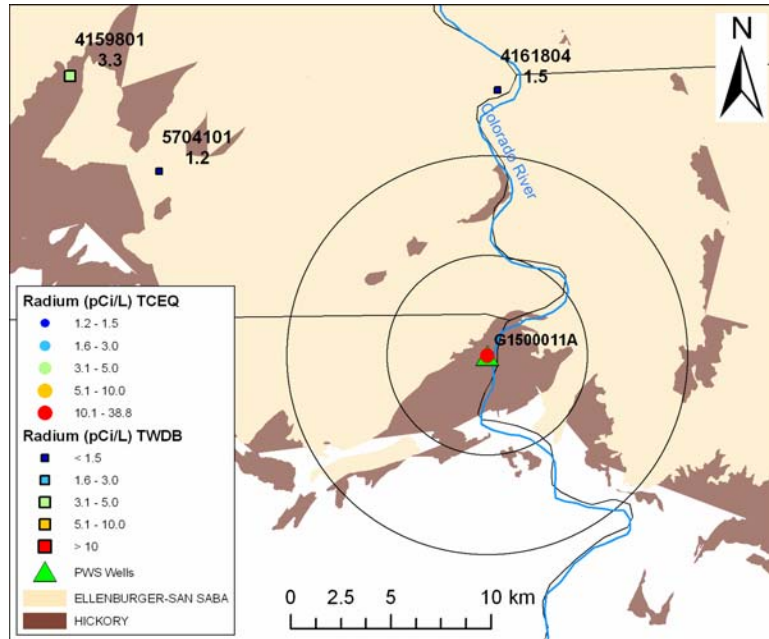 4159801
3.3
4161804
1.5
N
5704101
1.2
Colorado River
G1500011A
Radium (pCi/L) TCEQ
1.2 - 1.5
1.6 - 3.0
3.1 - 5.0
5.1 - 10.0
10.1 - 38.8
Radium (pCi/L) TWDB
< 1.5
1.6 - 3.0
3.1 - 5.0
5.1 - 10.0
> 10
PWS Wells
ELLENBURGER-SAN SABA
HICKORY
0 2.5 5 10 km